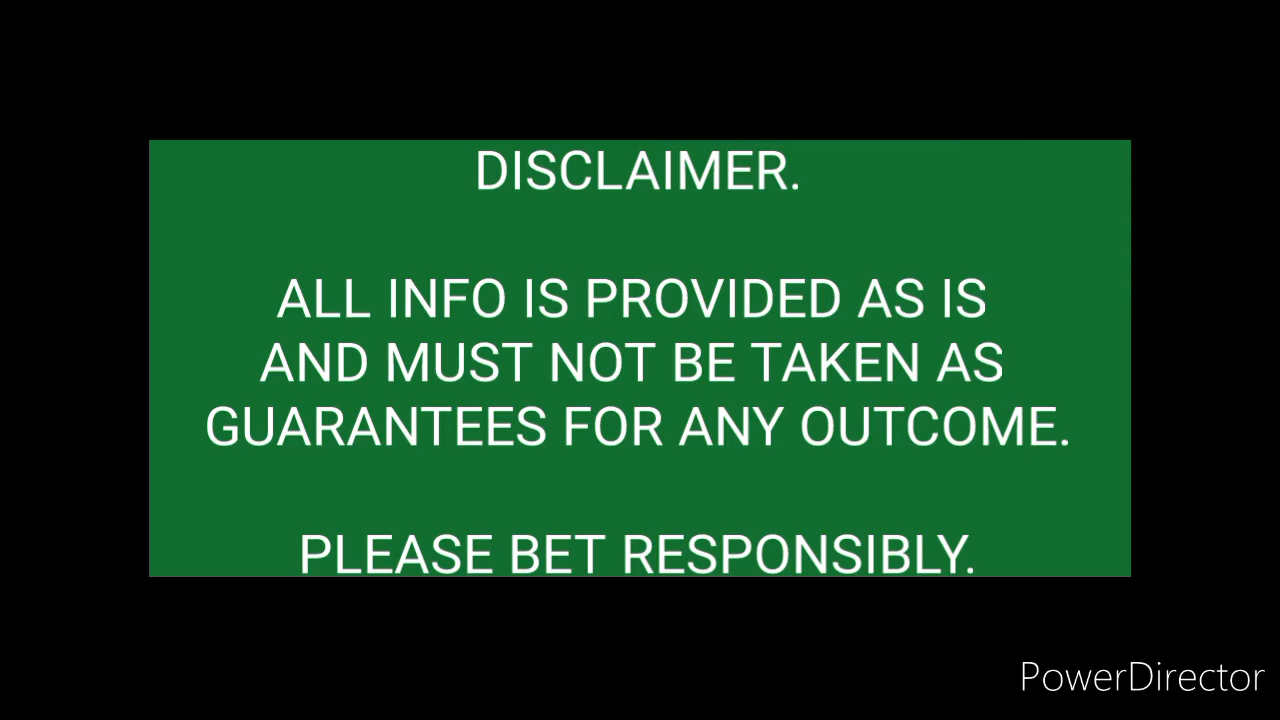 DISCLAIMER.
ALL INFO IS PROVIDED AS IS
AND MUST NOT BE TAKEN AS
GUARANTEES FOR ANY OUTCOME.
PLEASE BET RESPONSIBLY.
PowerDirector